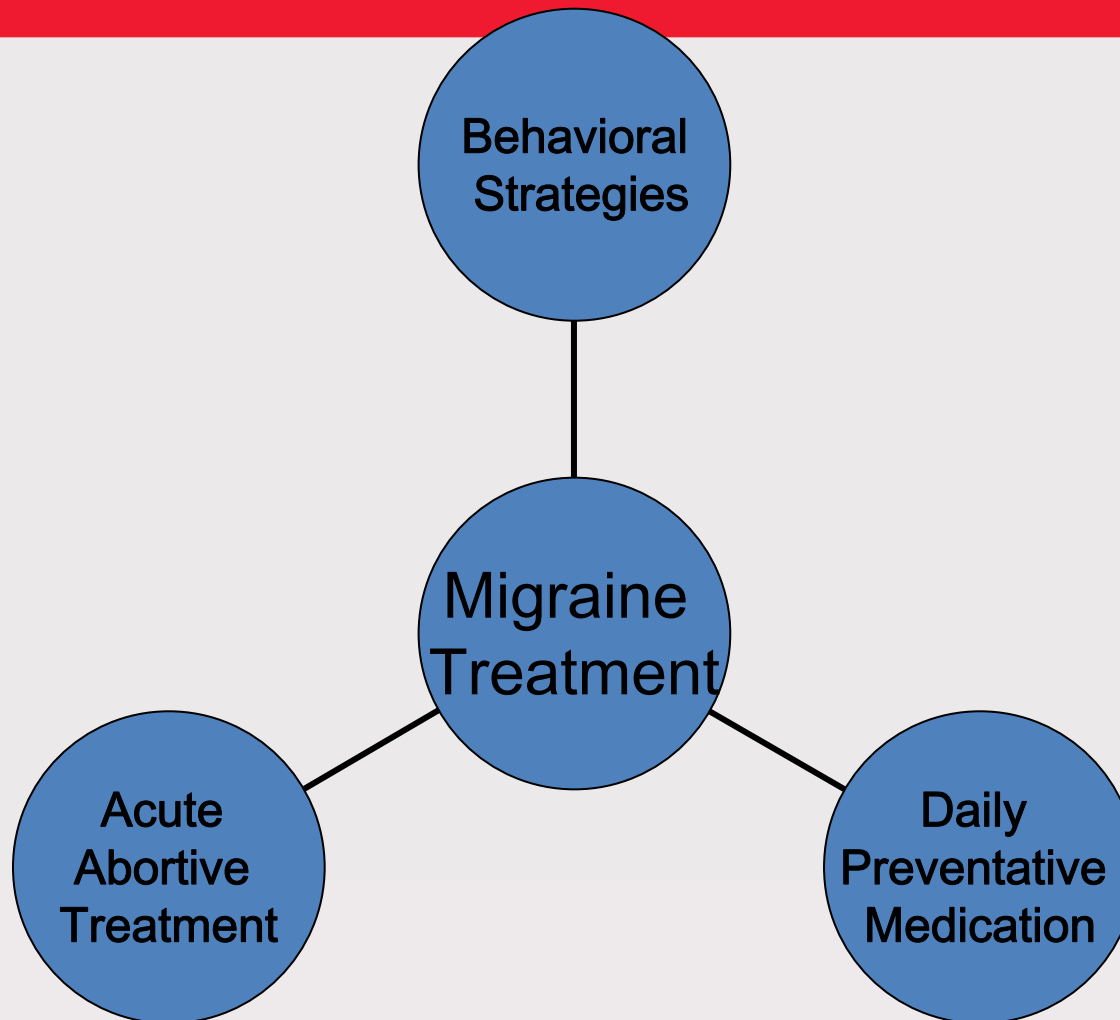 Behavioral
Strategies
Migraine
Treatment
Acute
Abortive
Treatment
Daily
Preventative
Medication